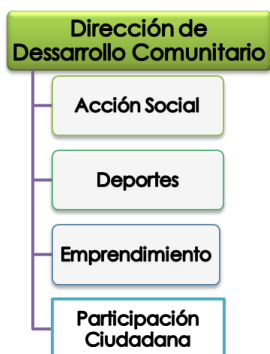 Dirección de
Dessarrollo Comunitario
Acción Social
Deportes
Emprendimiento
Participación
Ciudadana